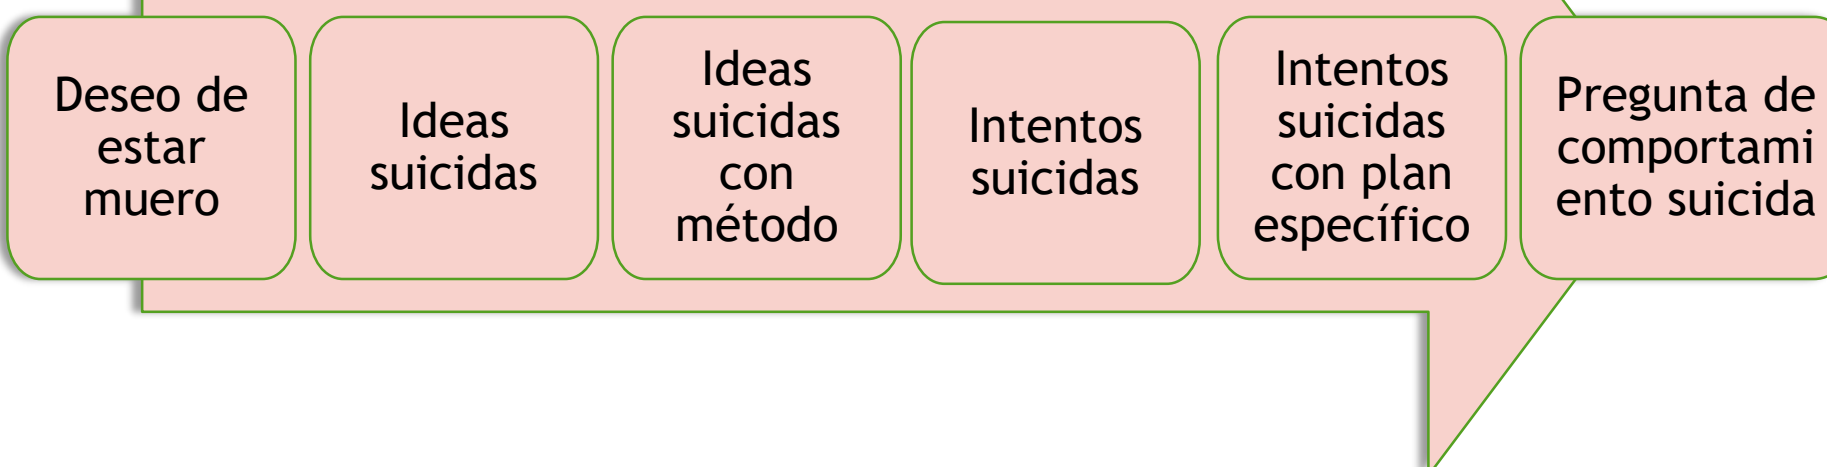 Deseo de
estar
muero
Ideas
suicidas
Ideas
suicidas
con
método
Intentos
suicidas
Intentos
suicidas
con plan
específico
Pregunta de
comportami
ento suicida